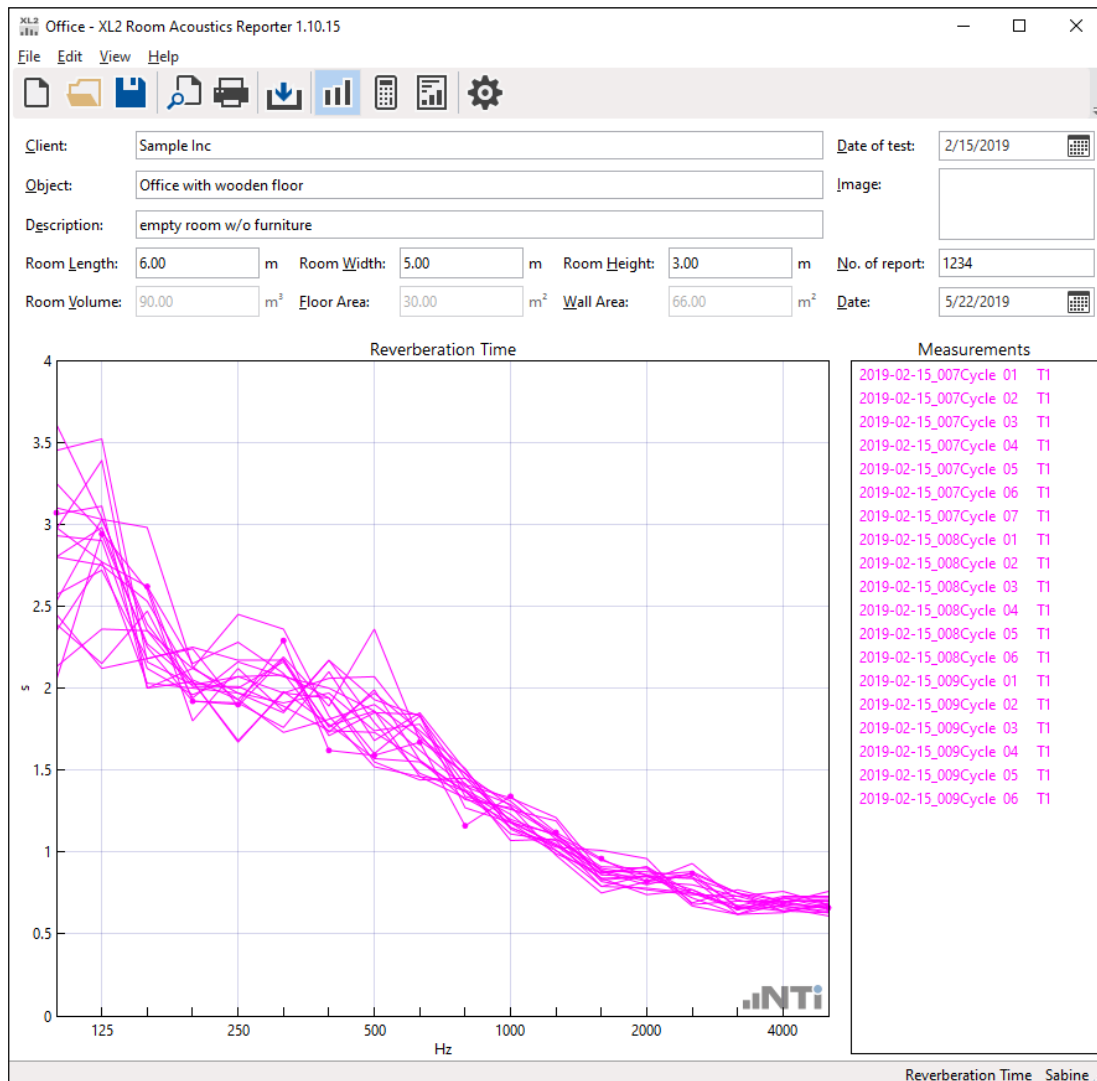 XL2 Office - XL2 Room Acoustics Reporter 1.10.15
File Edit View Help
Client: Sample Inc Date of test: 2/15/2019
Object: Office with wooden floor Image:
Description: empty room w/o furniture
Room Length: 6.00 m Room Width: 5.00 m Room Height: 3.00 m No. of report: 1234
Room Volume: 90.00 m³ Floor Area: 30.00 m² Wall Area: 66.00 m² Date: 5/22/2019
Reverberation Time
4
3.5
3
2.5
2
1.5
1
0.5
0
s
125 250 500 1000 2000 4000
Hz
NTi
Measurements
2019-02-15_007Cycle 01 T1
2019-02-15_007Cycle 02 T1
2019-02-15_007Cycle 03 T1
2019-02-15_007Cycle 04 T1
2019-02-15_007Cycle 05 T1
2019-02-15_007Cycle 06 T1
2019-02-15_007Cycle 07 T1
2019-02-15_008Cycle 01 T1
2019-02-15_008Cycle 02 T1
2019-02-15_008Cycle 03 T1
2019-02-15_008Cycle 04 T1
2019-02-15_008Cycle 05 T1
2019-02-15_008Cycle 06 T1
2019-02-15_009Cycle 01 T1
2019-02-15_009Cycle 02 T1
2019-02-15_009Cycle 03 T1
2019-02-15_009Cycle 04 T1
2019-02-15_009Cycle 05 T1
2019-02-15_009Cycle 06 T1
Reverberation Time Sabine